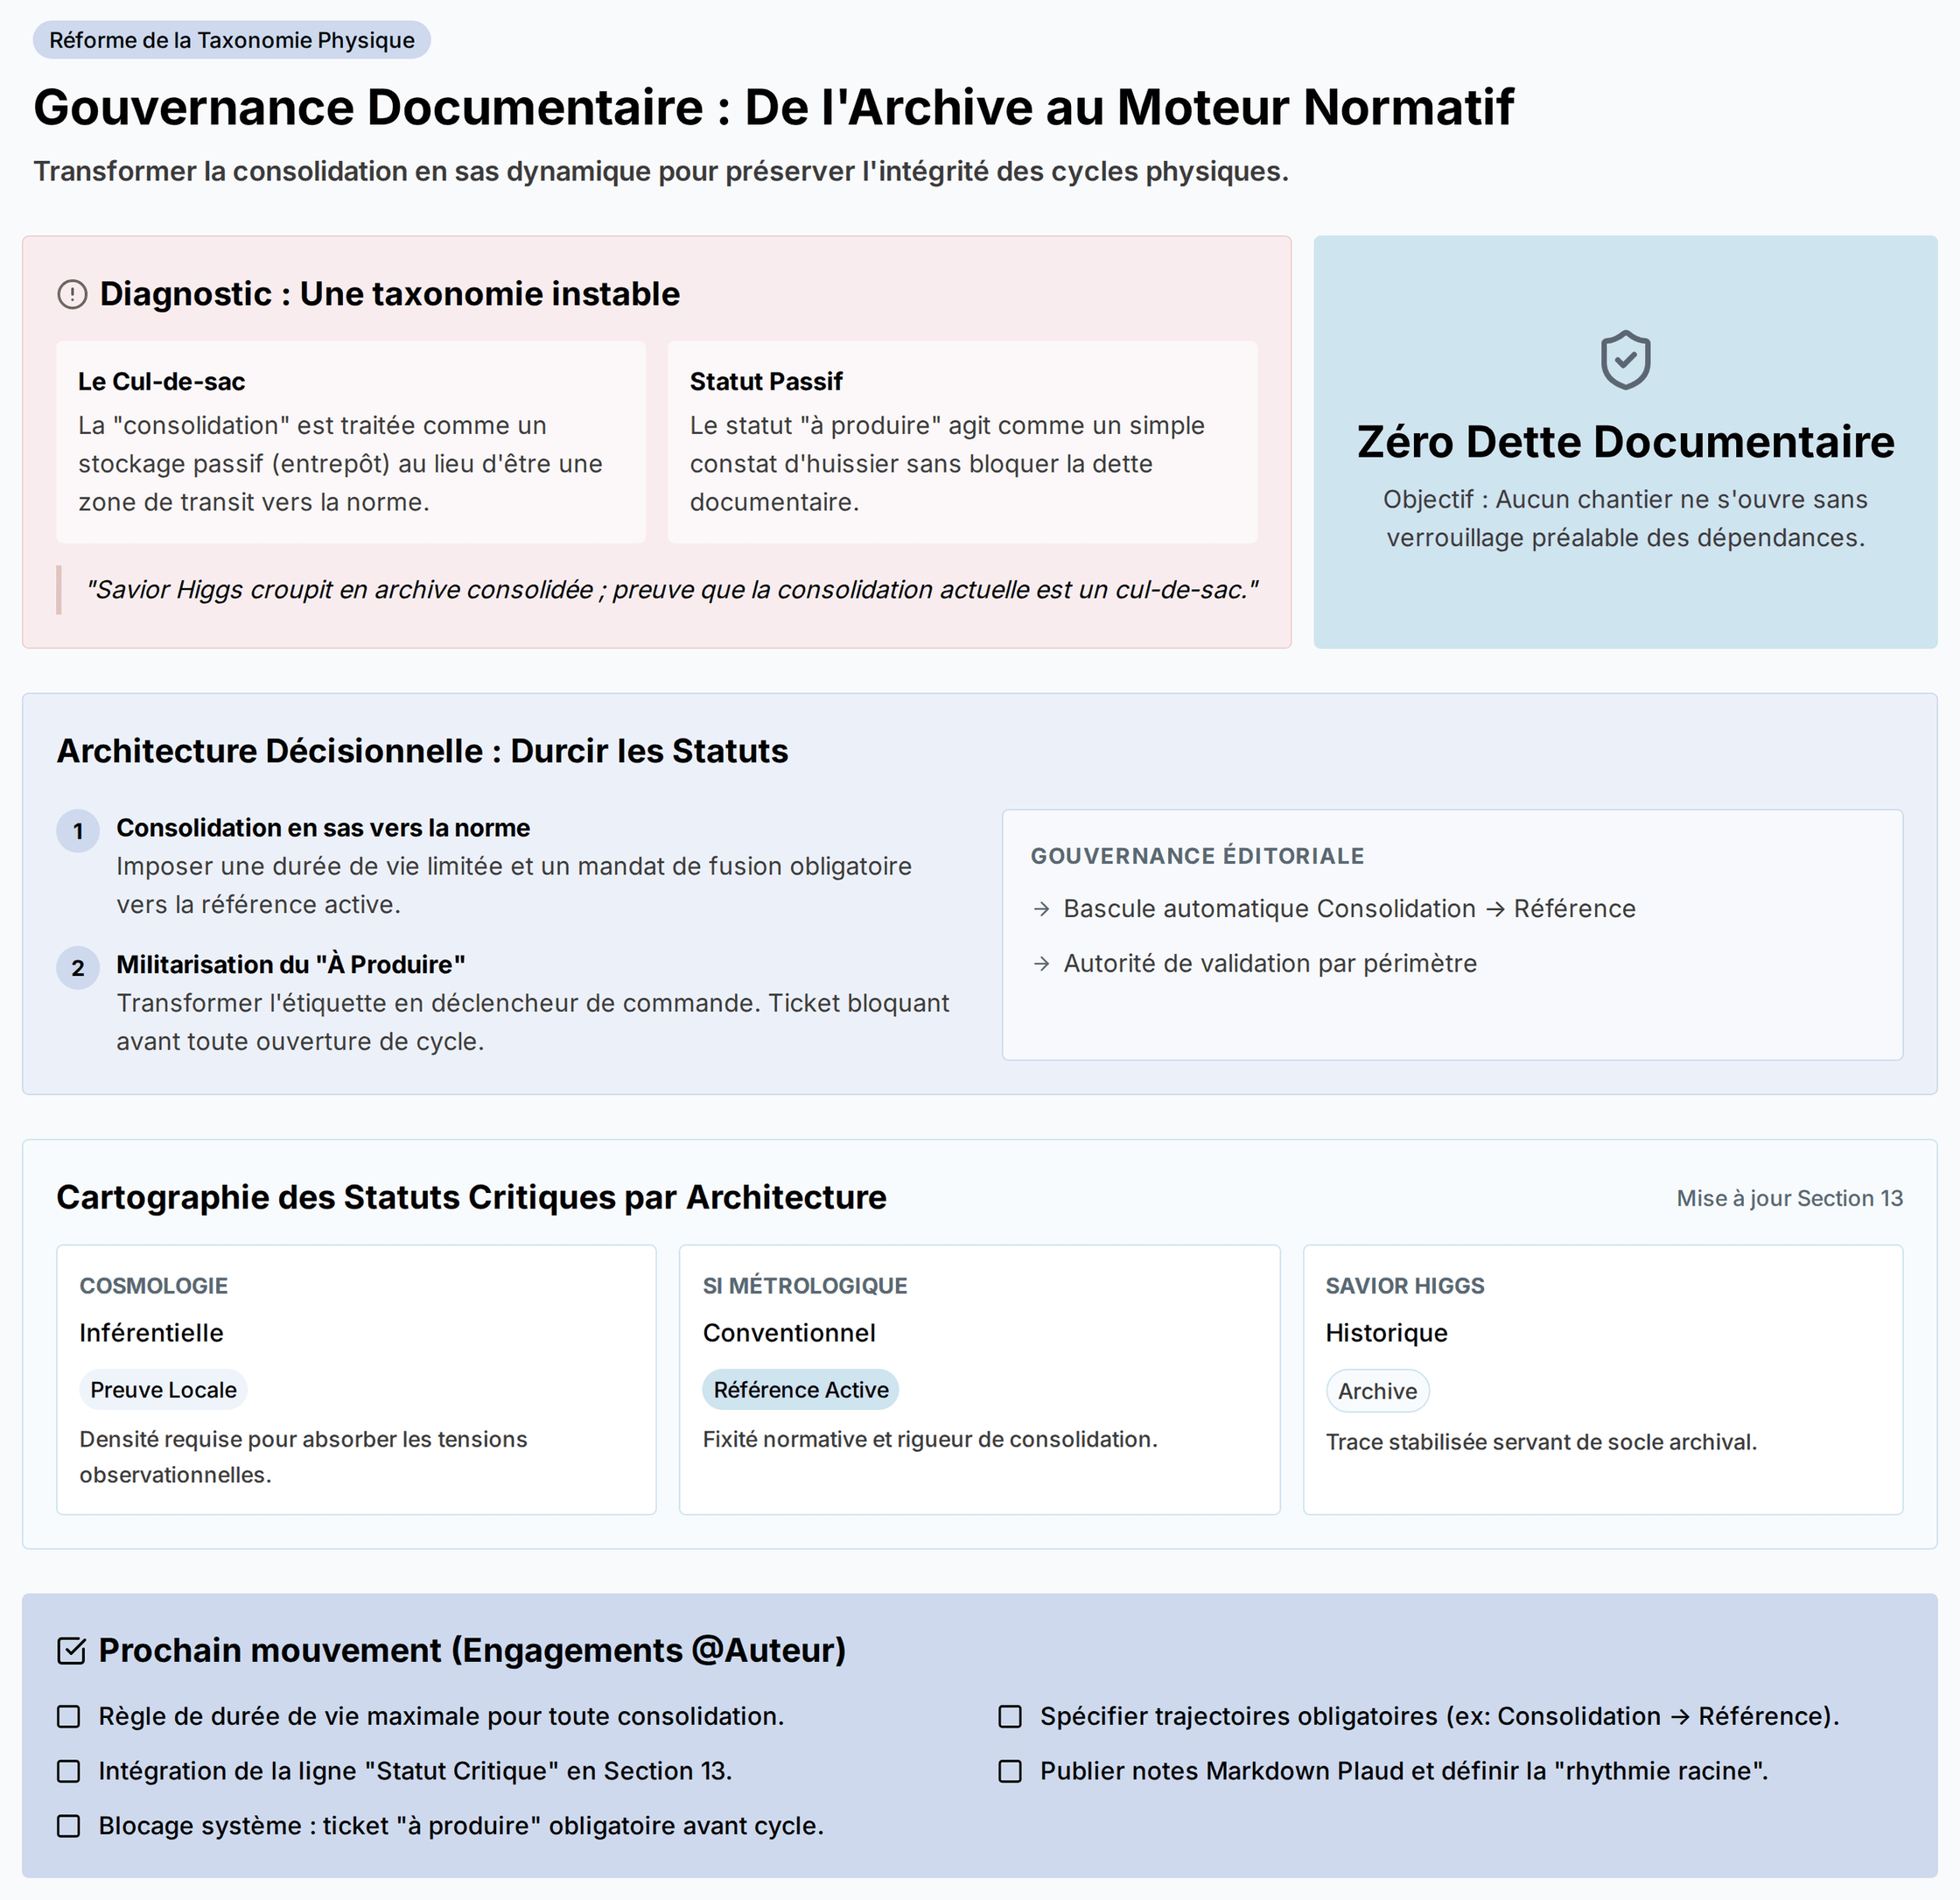 Réforme de la Taxonomie Physique
Gouvernance Documentaire : De l'Archive au Moteur Normatif
Transformer la consolidation en sas dynamique pour préserver l'intégrité des cycles physiques.
Diagnostic : Une taxonomie instable
Le Cul-de-sac
La "consolidation" est traitée comme un
stockage passif (entrepôt) au lieu d'être une
zone de transit vers la norme.
Statut Passif
Le statut "à produire" agit comme un simple
constat d'huissier sans bloquer la dette
documentaire.
"Savior Higgs croupit en archive consolidée ; preuve que la consolidation actuelle est un cul-de-sac."
Zéro Dette Documentaire
Objectif : Aucun chantier ne s'ouvre sans
verrouillage préalable des dépendances.
Architecture Décisionnelle : Durcir les Statuts
1
Consolidation en sas vers la norme
Imposer une durée de vie limitée et un mandat de fusion obligatoire
vers la référence active.
2
Militarisation du "À Produire"
Transformer l'étiquette en déclencheur de commande. Ticket bloquant
avant toute ouverture de cycle.
GOUVERNANCE ÉDITORIALE
→ Bascule automatique Consolidation → Référence
→ Autorité de validation par périmètre
Cartographie des Statuts Critiques par Architecture
Mise à jour Section 13
COSMOLOGIE
Inférentielle
Preuve Locale
Densité requise pour absorber les tensions
observationnelles.
SI MÉTROLOGIQUE
Conventionnel
Référence Active
Fixité normative et rigueur de consolidation.
SAVIOR HIGGS
Historique
Archive
Trace stabilisée servant de socle archival.
Prochain mouvement (Engagements @Auteur)
Règle de durée de vie maximale pour toute consolidation.
Intégration de la ligne "Statut Critique" en Section 13.
Blocage système : ticket "à produire" obligatoire avant cycle.
Spécifier trajectoires obligatoires (ex: Consolidation → Référence).
Publier notes Markdown Plaud et définir la "rhythmie racine".